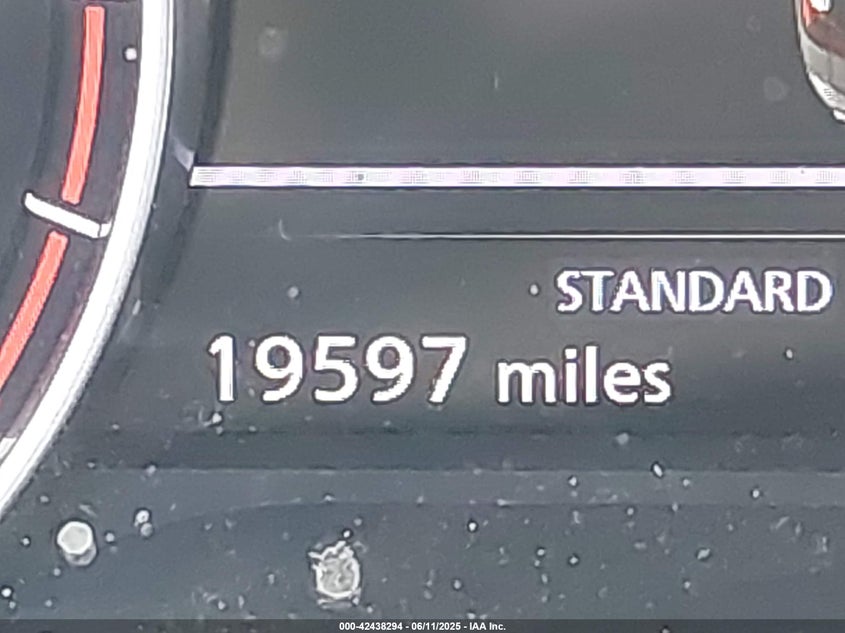 STANDARD
19597 miles
000-42438294 - 06/11/2025 - IAA Inc.